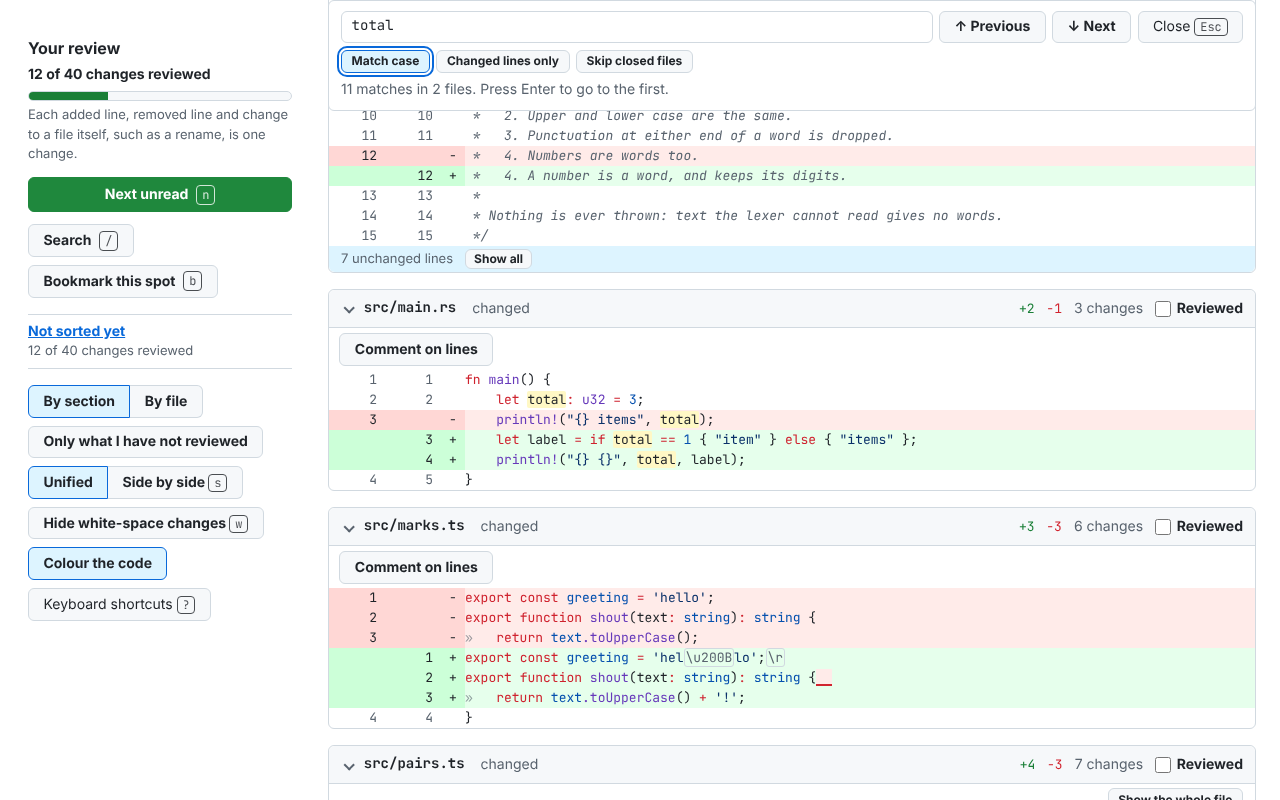 Your review
12 of 40 changes reviewed
Each added line, removed line and change
to a file itself, such as a rename, is one
change.
Next unread n
Search /
Bookmark this spot b
Not sorted yet
12 of 40 changes reviewed
By section By file
Only what I have not reviewed
Unified Side by side s
Hide white-space changes w
Colour the code
Keyboard shortcuts ?
total
↑ Previous ↓ Next Close Esc
Match case Changed lines only Skip closed files
11 matches in 2 files. Press Enter to go to the first.
10 10 * 2. Upper and lower case are the same.
11 11 * 3. Punctuation at either end of a word is dropped.
12 - * 4. Numbers are words too.
12 + * 4. A number is a word, and keeps its digits.
13 13 *
14 14 * Nothing is ever thrown: text the lexer cannot read gives no words.
15 15 */
7 unchanged lines Show all
src/main.rs changed +2 -1 3 changes Reviewed
Comment on lines
1 1 fn main() {
2 2 let total: u32 = 3;
3 - println!("{} items", total);
3 + let label = if total == 1 { "item" } else { "items" };
4 + println!("{} {}", total, label);
4 5 }
src/marks.ts changed +3 -3 6 changes Reviewed
Comment on lines
1 - export const greeting = 'hello';
2 - export function shout(text: string): string {
3 - » return text.toUpperCase();
1 + export const greeting = 'hel\u200Blo';\r
2 + export function shout(text: string): string {
3 + » return text.toUpperCase() + '!';
4 4 }
src/pairs.ts changed +4 -3 7 changes Reviewed
Show the whole file